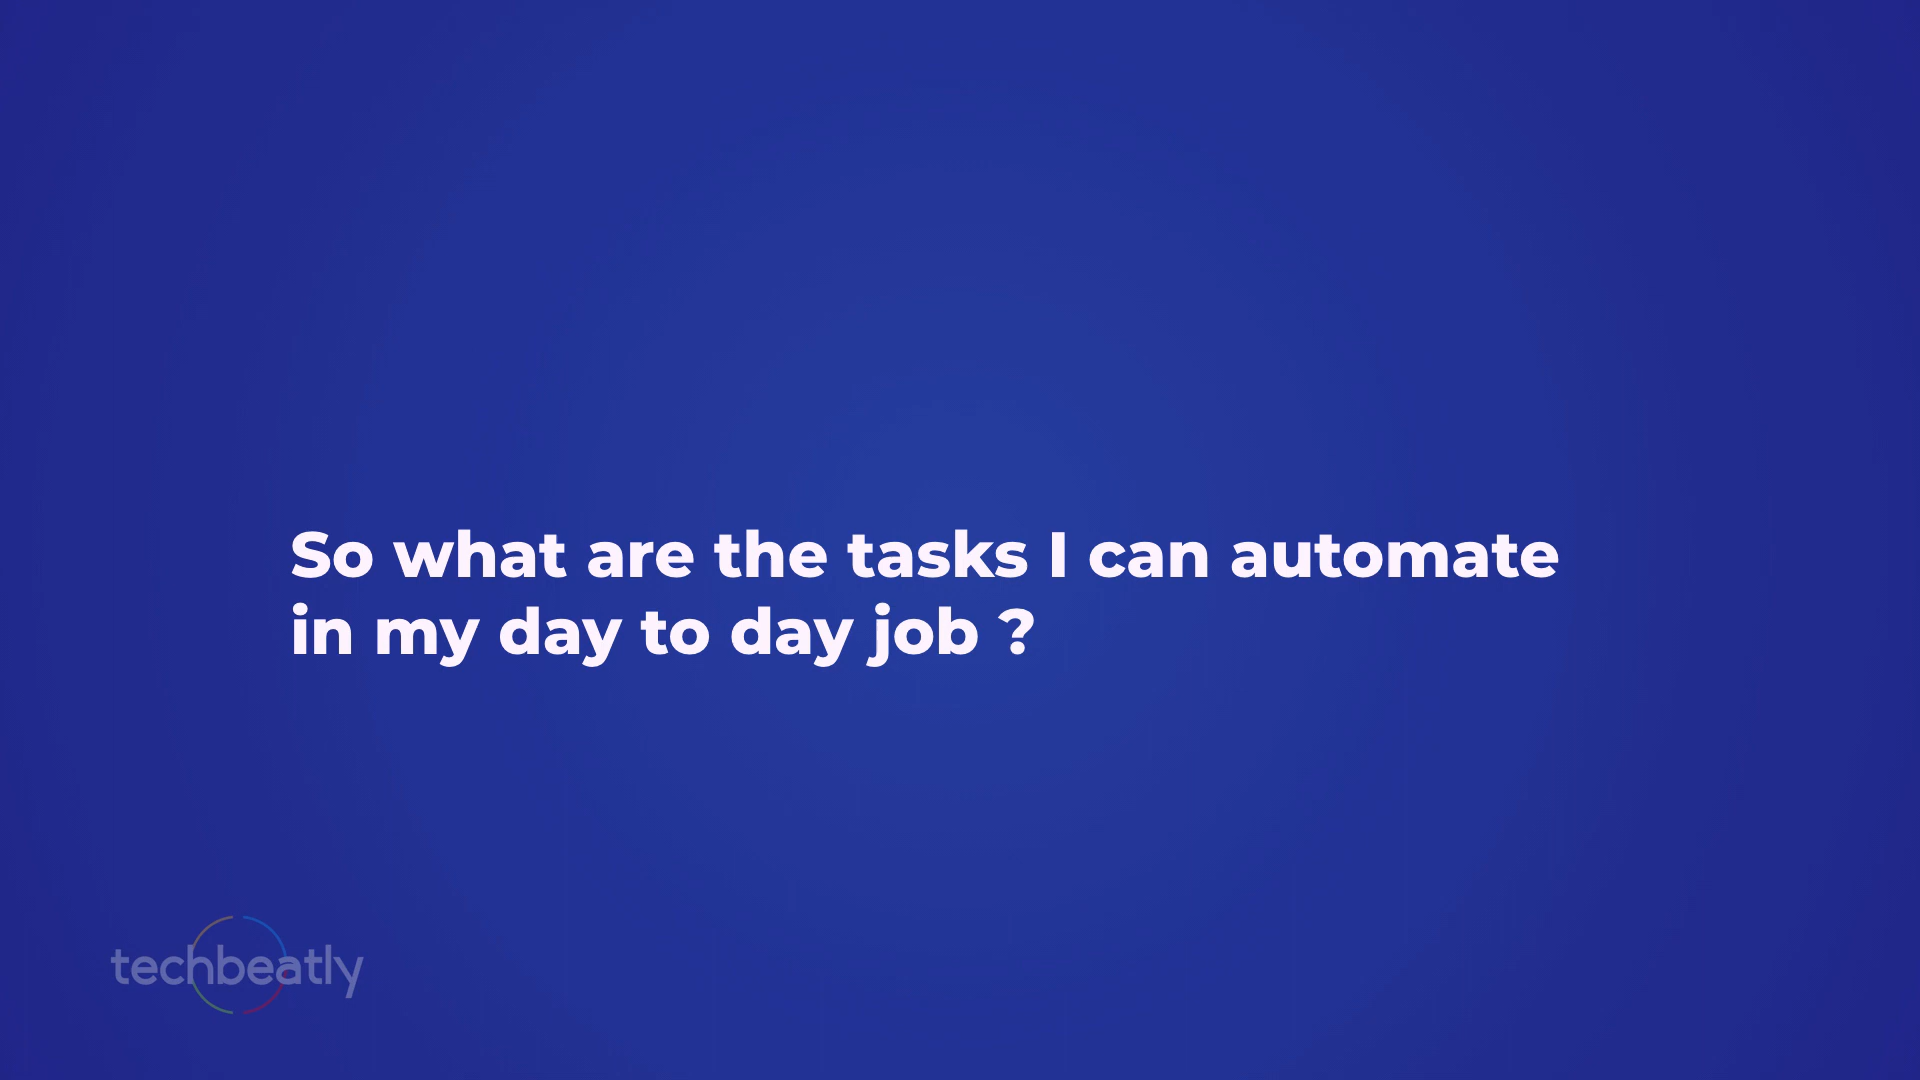 So what are the tasks I can automate
in my day to day job ?
techbeatly